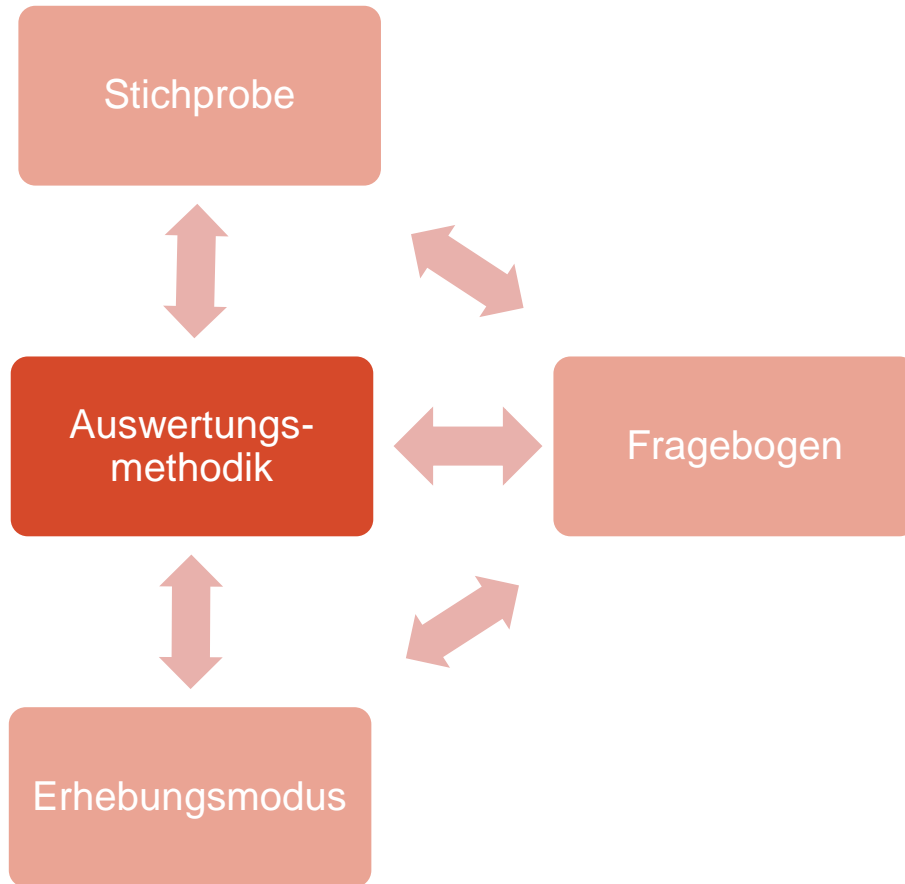 Stichprobe
Auswertungs-
methodik
Fragebogen
Erhebungsmodus